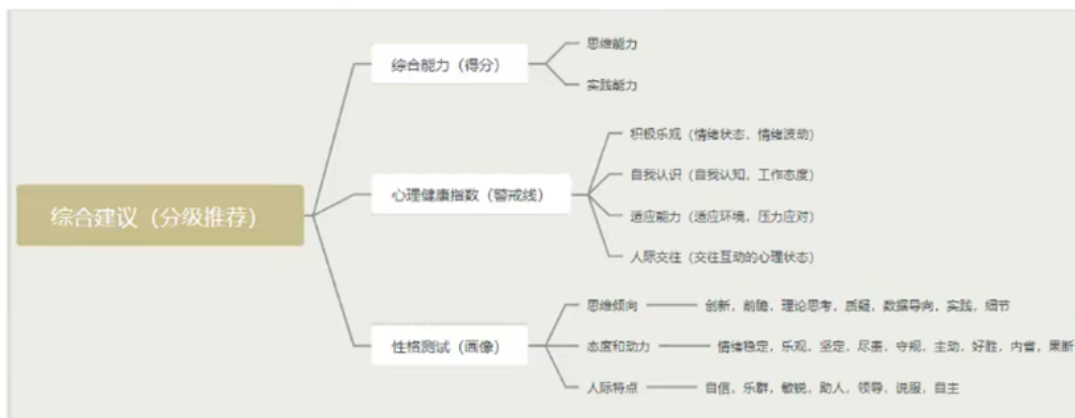 综合建议（分级推荐）
综合能力（得分）
思维能力
实践能力
心理健康指数（警戒线）
积极乐观（情绪状态，情绪波动）
自我认识（自我认知，工作态度）
适应能力（适应环境，压力应对）
人际交往（交往互动的心理状态）
性格测试（画像）
思维倾向
创新，前瞻，理论思考，质疑，数据导向，实践，细节
态度和动力
情绪稳定，乐观，坚定，尽责，守规，主动，好胜，内省，果断
人际特点
自信，乐群，敏锐，助人，领导，说服，自主